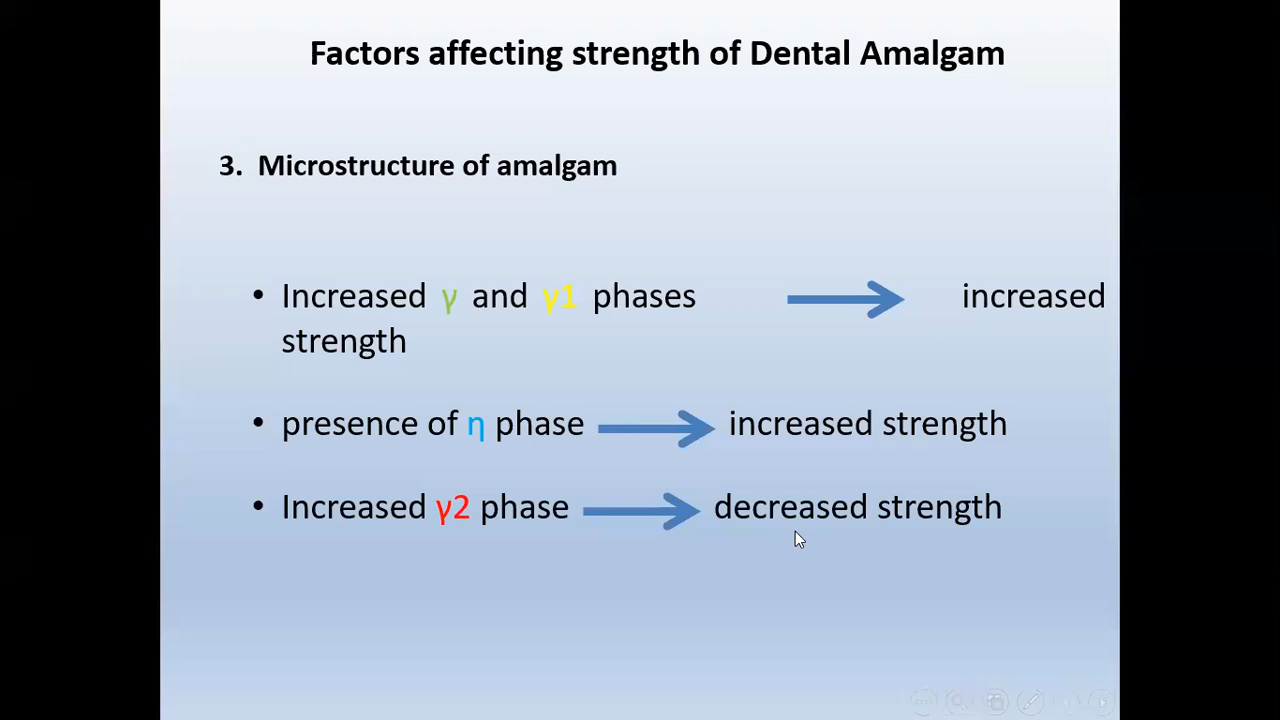 Factors affecting strength of Dental Amalgam
3. Microstructure of amalgam
• Increased γ and γ1 phases increased
strength
• presence of η phase increased strength
• Increased γ2 phase decreased strength